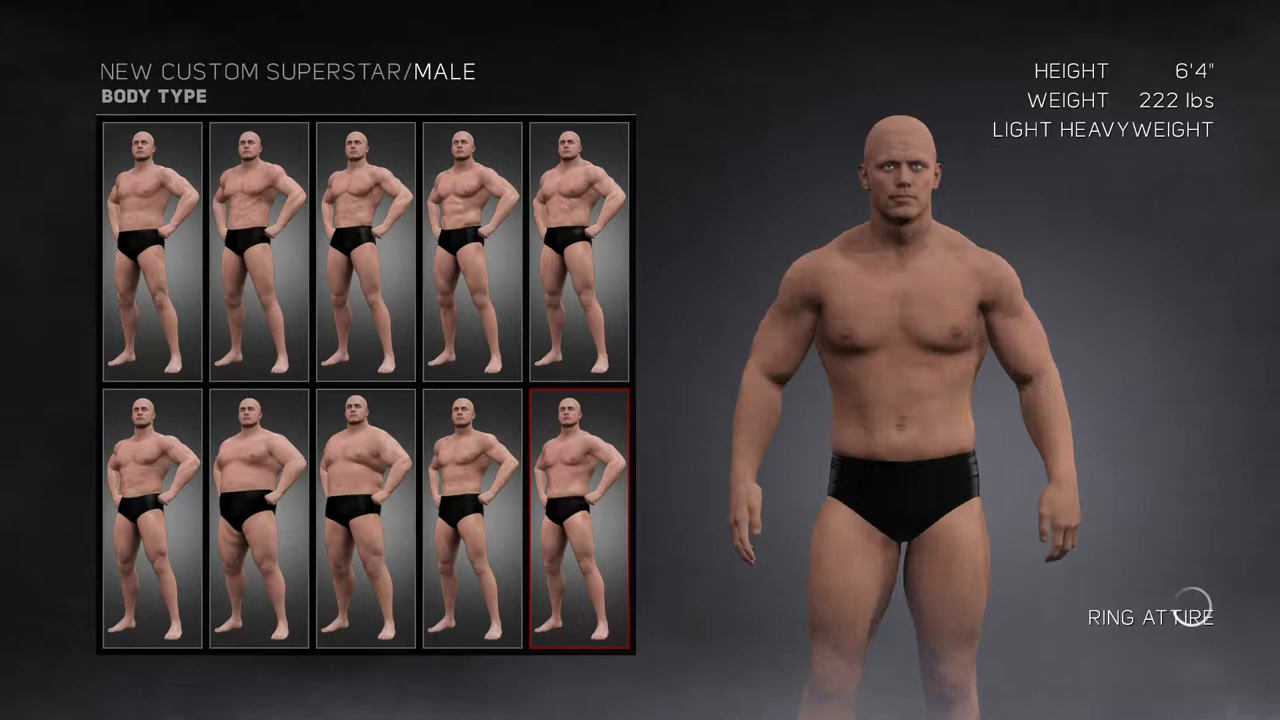 NEW CUSTOM SUPERSTAR/MALE
BODY TYPE
HEIGHT 6'4"
WEIGHT 222 lbs
LIGHT HEAVYWEIGHT
RING ATTIRE